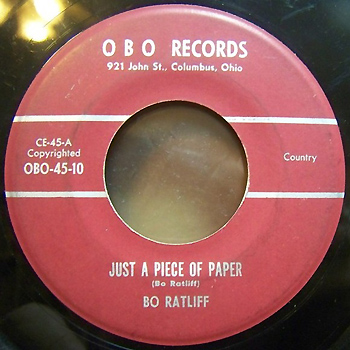 O B O RECORDS
921 John St., Columbus, Ohio
CE-45-A
Copyrighted
OBO-45-10
Country
JUST A PIECE OF PAPER
(Bo Ratliff)
BO RATLIFF